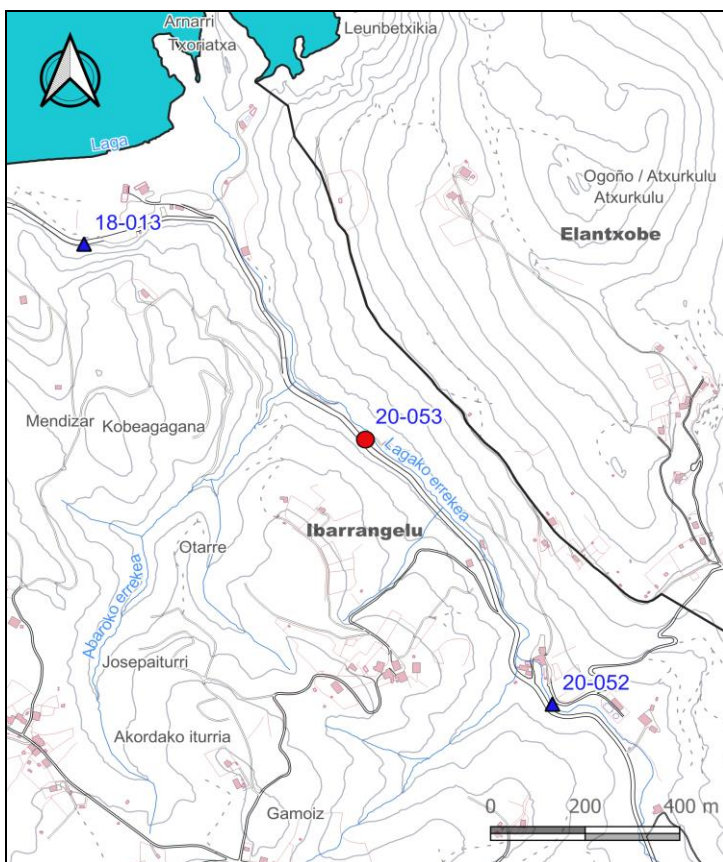 Arnarri
Txoriatxa
Leunbetxikia
Laga
Ogoño / Atxurkulu
Atxurkulu
18-013
Elantxobe
Mendizar
Kobeagagana
20-053
Lagako errekea
Ibarrangelu
Otarre
Abaroko errekea
Josepaiturri
20-052
Akordako iturria
Gamoiz
0 200 400 m